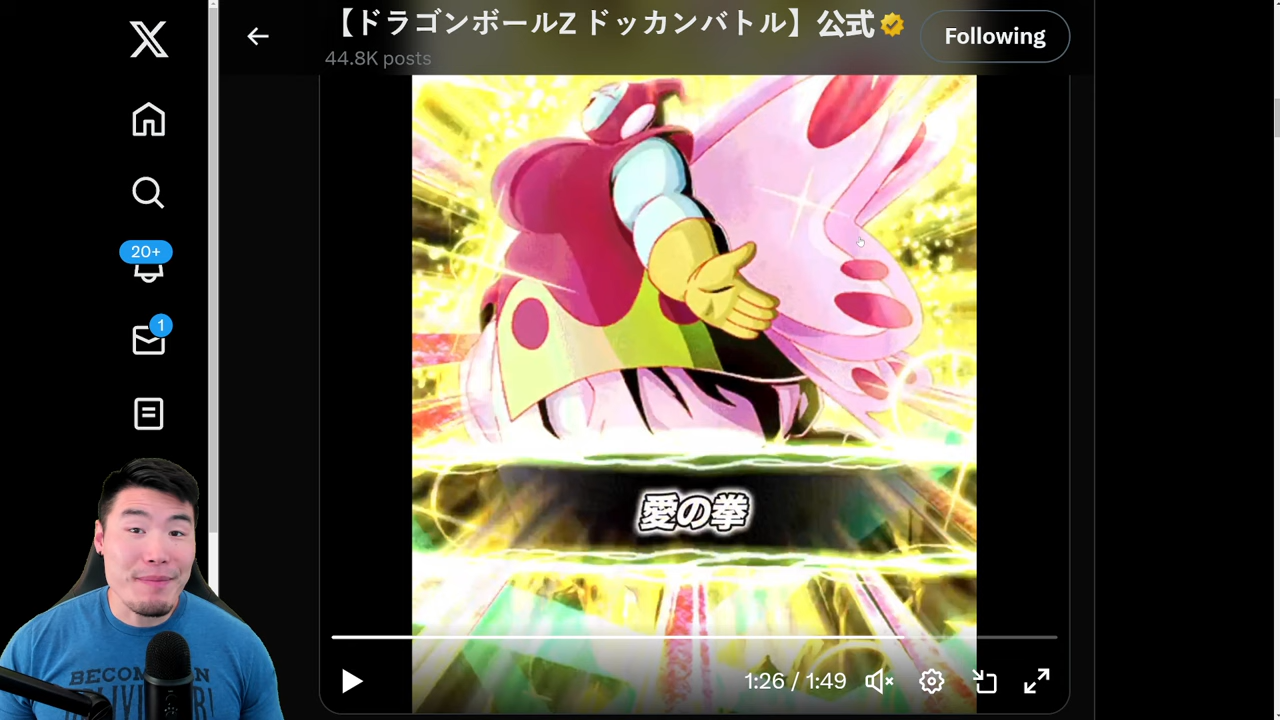 【ドラゴンボールZ ドッカンバトル】公式
44.8K posts
Following
20+
1
愛の拳
1:26 / 1:49
BECOM